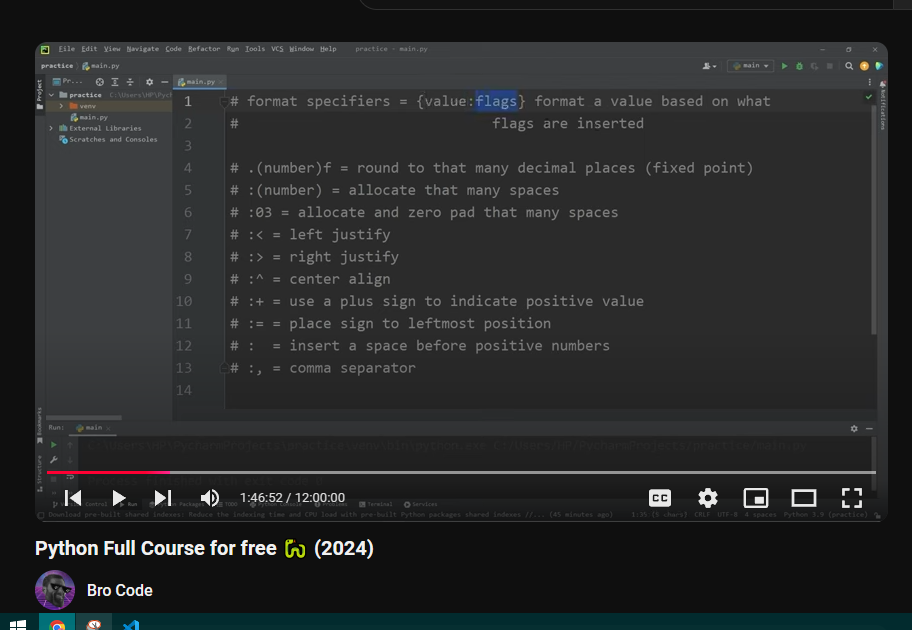 File Edit View Navigate Code Refactor Run Tools VCS Window Help practice - main.py
practice main.py
main
Project
Pr...
main.py
practice C:\Users\HP\Pych
venv
main.py
External Libraries
Scratches and Consoles
Notifications
1 # format specifiers = {value:flags} format a value based on what
2 # flags are inserted
3
4 # .(number)f = round to that many decimal places (fixed point)
5 # :(number) = allocate that many spaces
6 # :03 = allocate and zero pad that many spaces
7 # :< = left justify
8 # :> = right justify
9 # :^ = center align
10 # :+ = use a plus sign to indicate positive value
11 # := = place sign to leftmost position
12 # :  = insert a space before positive numbers
13 # :, = comma separator
14
Bookmarks
Structure
Run: main
1:46:52 / 12:00:00
CC
Download pre-built shared indexes: Reduce the indexing time and CPU load with pre-built Python packages shared indexes //... (45 minutes ago) 1:35 (5 chars) CRLF UTF-8 4 spaces Python 3.9 (practice)
Python Full Course for free 🐍 (2024)
Bro Code